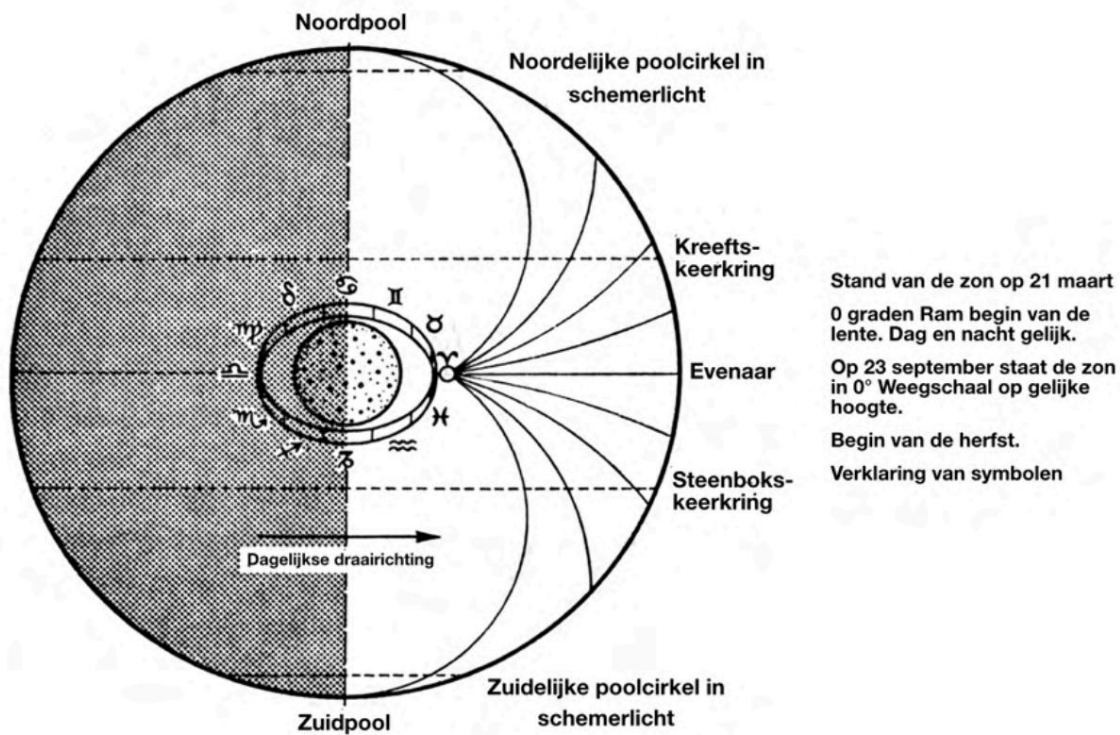 Noordpool
Noordelijke poolcirkel in
schemerlicht
Kreefts-
keerkring
Evenaar
Steenboks-
keerkring
Dagelijkse draairichting
Zuidelijke poolcirkel in
schemerlicht
Zuidpool
Stand van de zon op 21 maart
0 graden Ram begin van de
lente. Dag en nacht gelijk.
Op 23 september staat de zon
in 0° Weegschaal op gelijke
hoogte.
Begin van de herfst.
Verklaring van symbolen